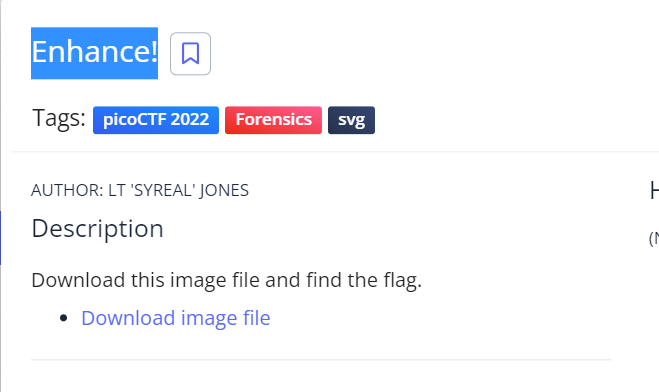 Enhance!
Tags: picoCTF 2022 Forensics svg
AUTHOR: LT 'SYREAL' JONES
Description
Download this image file and find the flag.
Download image file